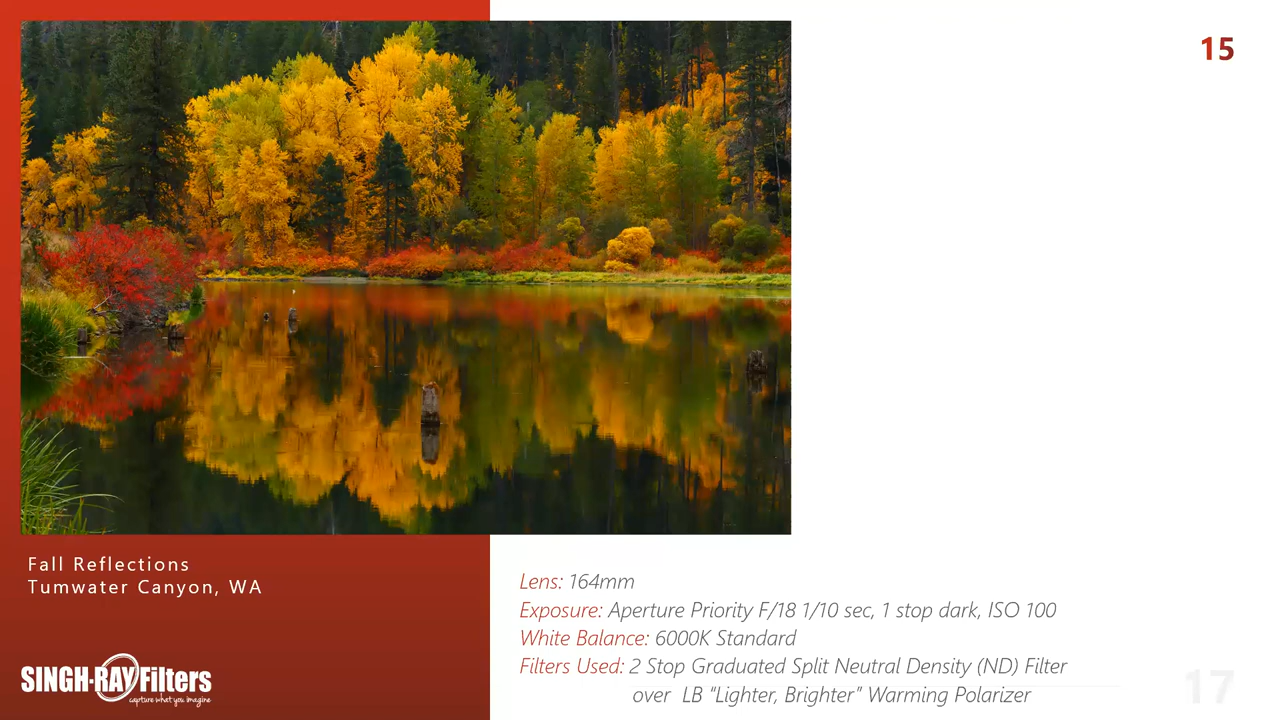 15
Fall Reflections
Tumwater Canyon, WA
Lens: 164mm
Exposure: Aperture Priority F/18 1/10 sec, 1 stop dark, ISO 100
White Balance: 6000K Standard
Filters Used: 2 Stop Graduated Split Neutral Density (ND) Filter
over LB “Lighter, Brighter” Warming Polarizer
SINGH-RAY Filters
capture what you imagine
17